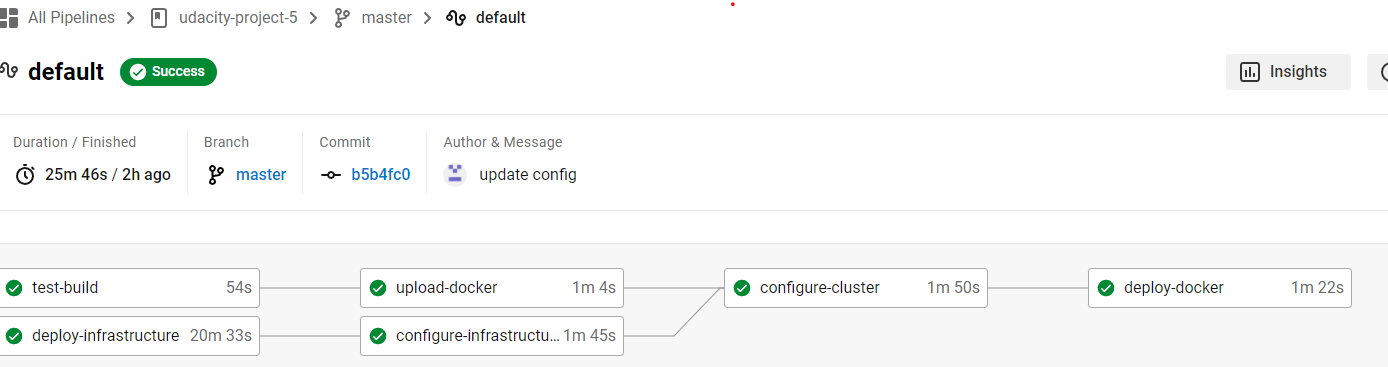 All Pipelines > udacity-project-5 > master > default
default Success Insights
Duration / Finished Branch Commit Author & Message
25m 46s / 2h ago master b5b4fc0 update config
test-build 54s upload-docker 1m 4s configure-cluster 1m 50s deploy-docker 1m 22s
deploy-infrastructure 20m 33s configure-infrastructu... 1m 45s